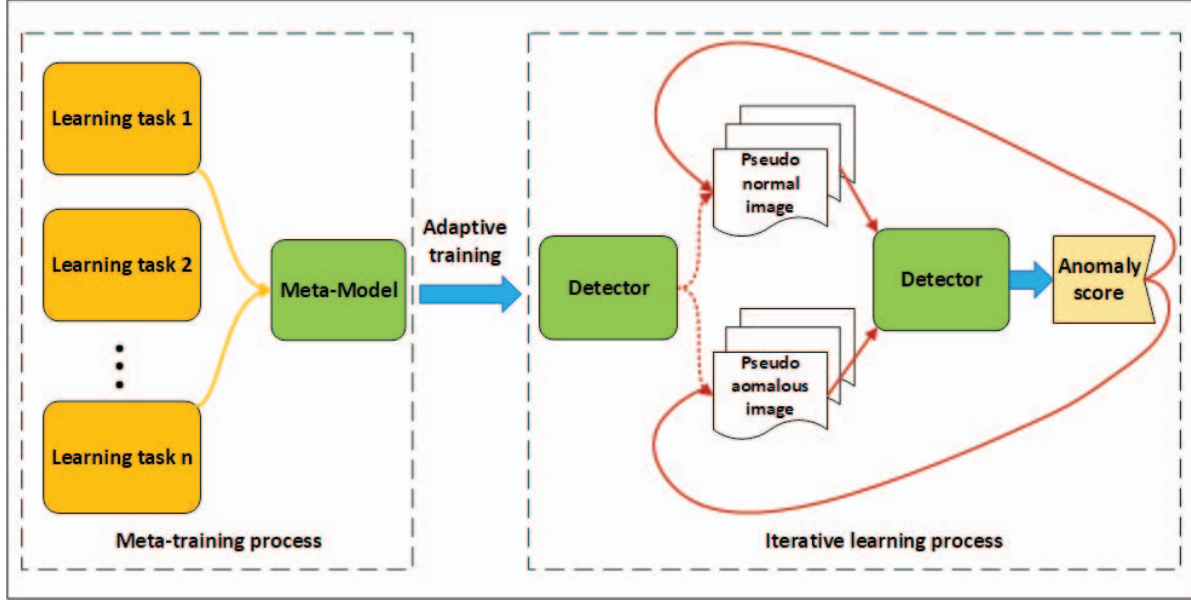 Learning task 1
Learning task 2
Learning task n
Meta-Model
Meta-training process
Adaptive
training
Detector
Pseudo
normal
image
Pseudo
aomalous
image
Detector
Anomaly
score
Iterative learning process